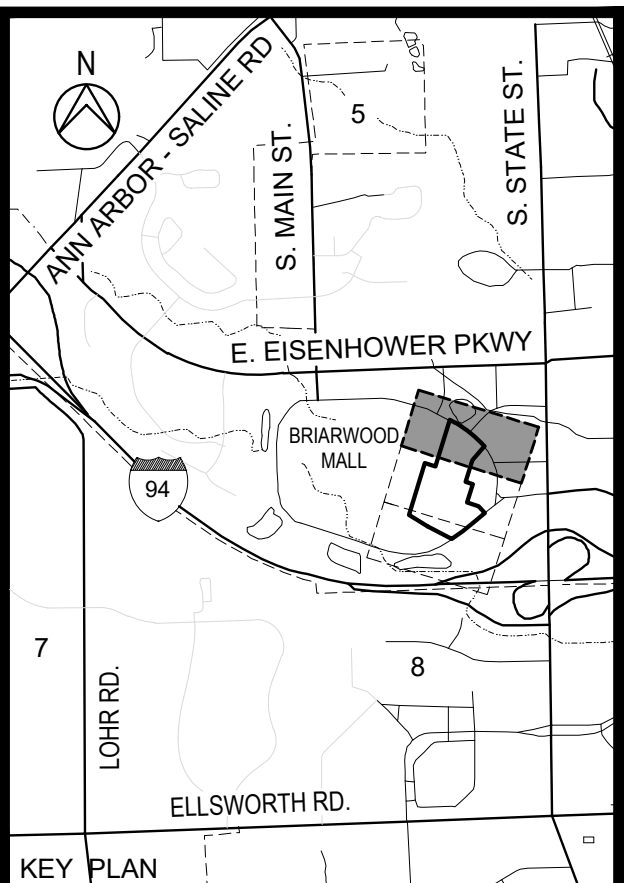 N
ANN ARBOR - SALINE RD
5
S. MAIN ST.
S. STATE ST.
E. EISENHOWER PKWY
BRIARWOOD
MALL
94
7
8
LOHR RD.
ELLSWORTH RD.
KEY PLAN